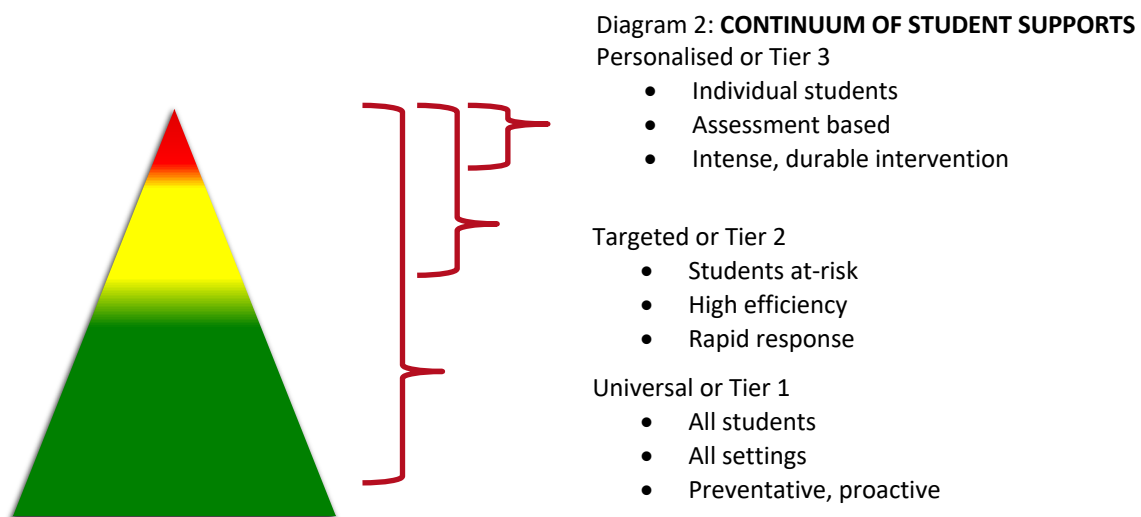 Diagram 2: CONTINUUM OF STUDENT SUPPORTS
Personalised or Tier 3
• Individual students
• Assessment based
• Intense, durable intervention
Targeted or Tier 2
• Students at-risk
• High efficiency
• Rapid response
Universal or Tier 1
• All students
• All settings
• Preventative, proactive